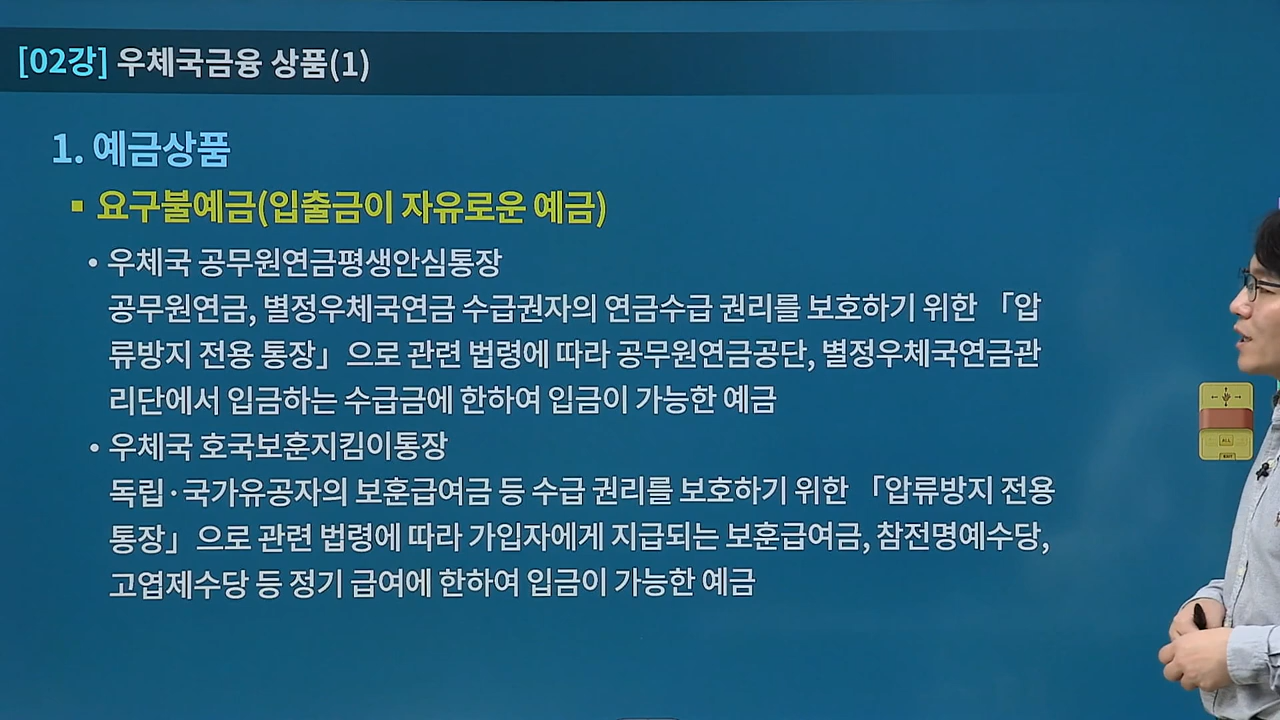 [02강] 우체국금융 상품(1)
1. 예금상품
▪ 요구불예금(입출금이 자유로운 예금)
• 우체국 공무원연금평생안심통장
공무원연금, 별정우체국연금 수급권자의 연금수급 권리를 보호하기 위한 「압
류방지 전용 통장」으로 관련 법령에 따라 공무원연금공단, 별정우체국연금관
리단에서 입금하는 수급금에 한하여 입금이 가능한 예금
• 우체국 호국보훈지킴이통장
독립·국가유공자의 보훈급여금 등 수급 권리를 보호하기 위한 「압류방지 전용
통장」으로 관련 법령에 따라 가입자에게 지급되는 보훈급여금, 참전명예수당,
고엽제수당 등 정기 급여에 한하여 입금이 가능한 예금
ALL
EXIT